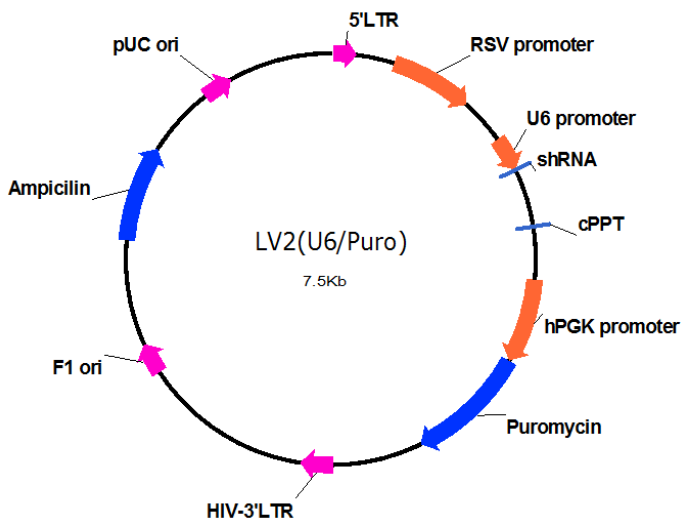 5'LTR
pUC ori
RSV promoter
U6 promoter
shRNA
Ampicilin
cPPT
LV2(U6/Puro)
7.5Kb
hPGK promoter
F1 ori
Puromycin
HIV-3'LTR